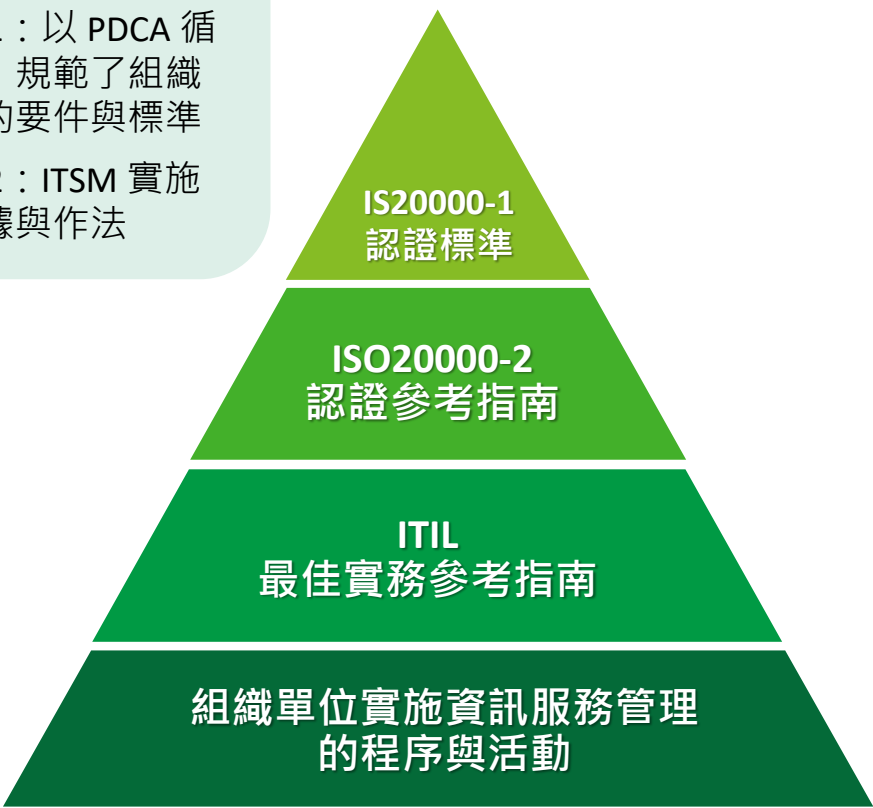 ：以 PDCA 循
規範了組織
的要件與標準
：ITSM 實施
與作法
IS20000-1
認證標準
ISO20000-2
認證參考指南
ITIL
最佳實務參考指南
組織單位實施資訊服務管理
的程序與活動